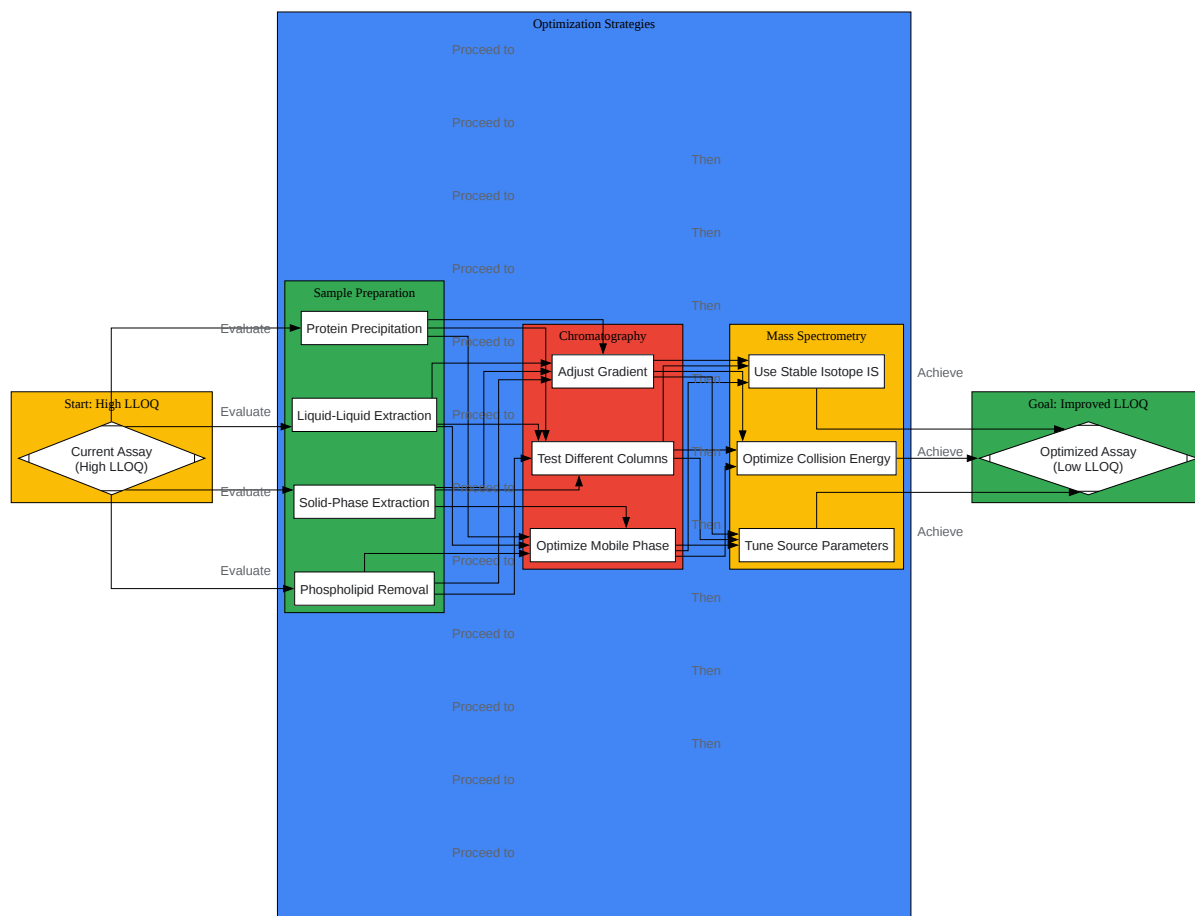 Optimization Strategies
Proceed to
Proceed to
Then
Proceed to
Then
Proceed to
Then
Sample Preparation
Evaluate
Protein Precipitation
Proceed to
Chromatography
Mass Spectrometry
Adjust Gradient
Then
Use Stable Isotope IS
Achieve
Start: High LLOQ
Goal: Improved LLOQ
Evaluate
Liquid-Liquid Extraction
Proceed to
Current Assay
(High LLOQ)
Test Different Columns
Then
Optimize Collision Energy
Achieve
Optimized Assay
(Low LLOQ)
Evaluate
Solid-Phase Extraction
Proceed to
Then
Achieve
Optimize Mobile Phase
Tune Source Parameters
Proceed to
Evaluate
Phospholipid Removal
Then
Proceed to
Then
Proceed to
Then
Proceed to
Proceed to